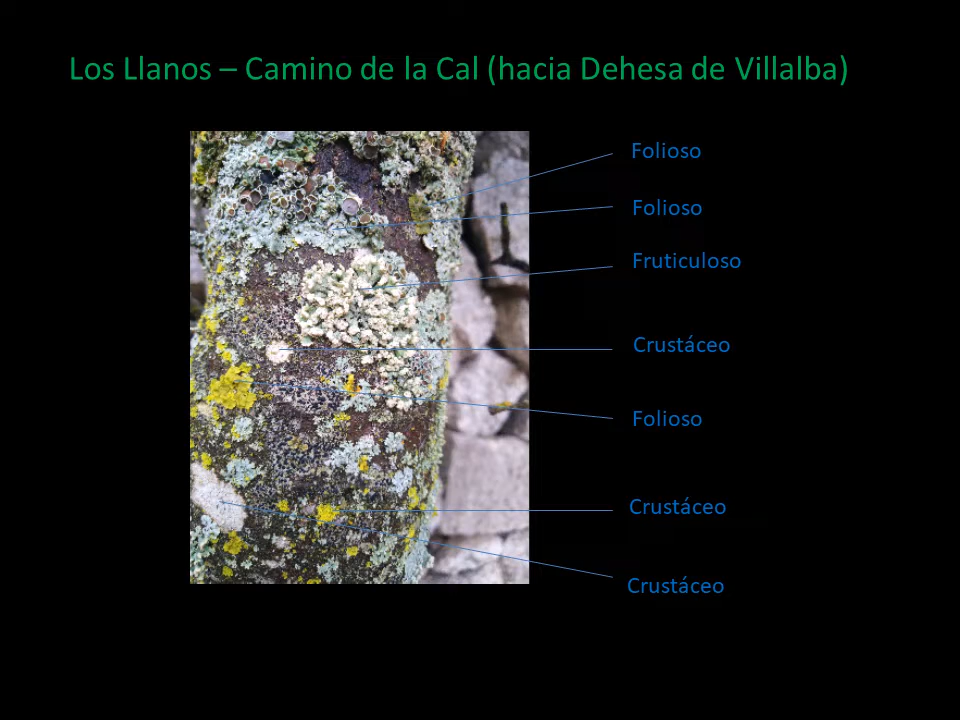 Los Llanos – Camino de la Cal (hacia Dehesa de Villalba)
Folioso
Folioso
Fruticuloso
Crustáceo
Folioso
Crustáceo
Crustáceo